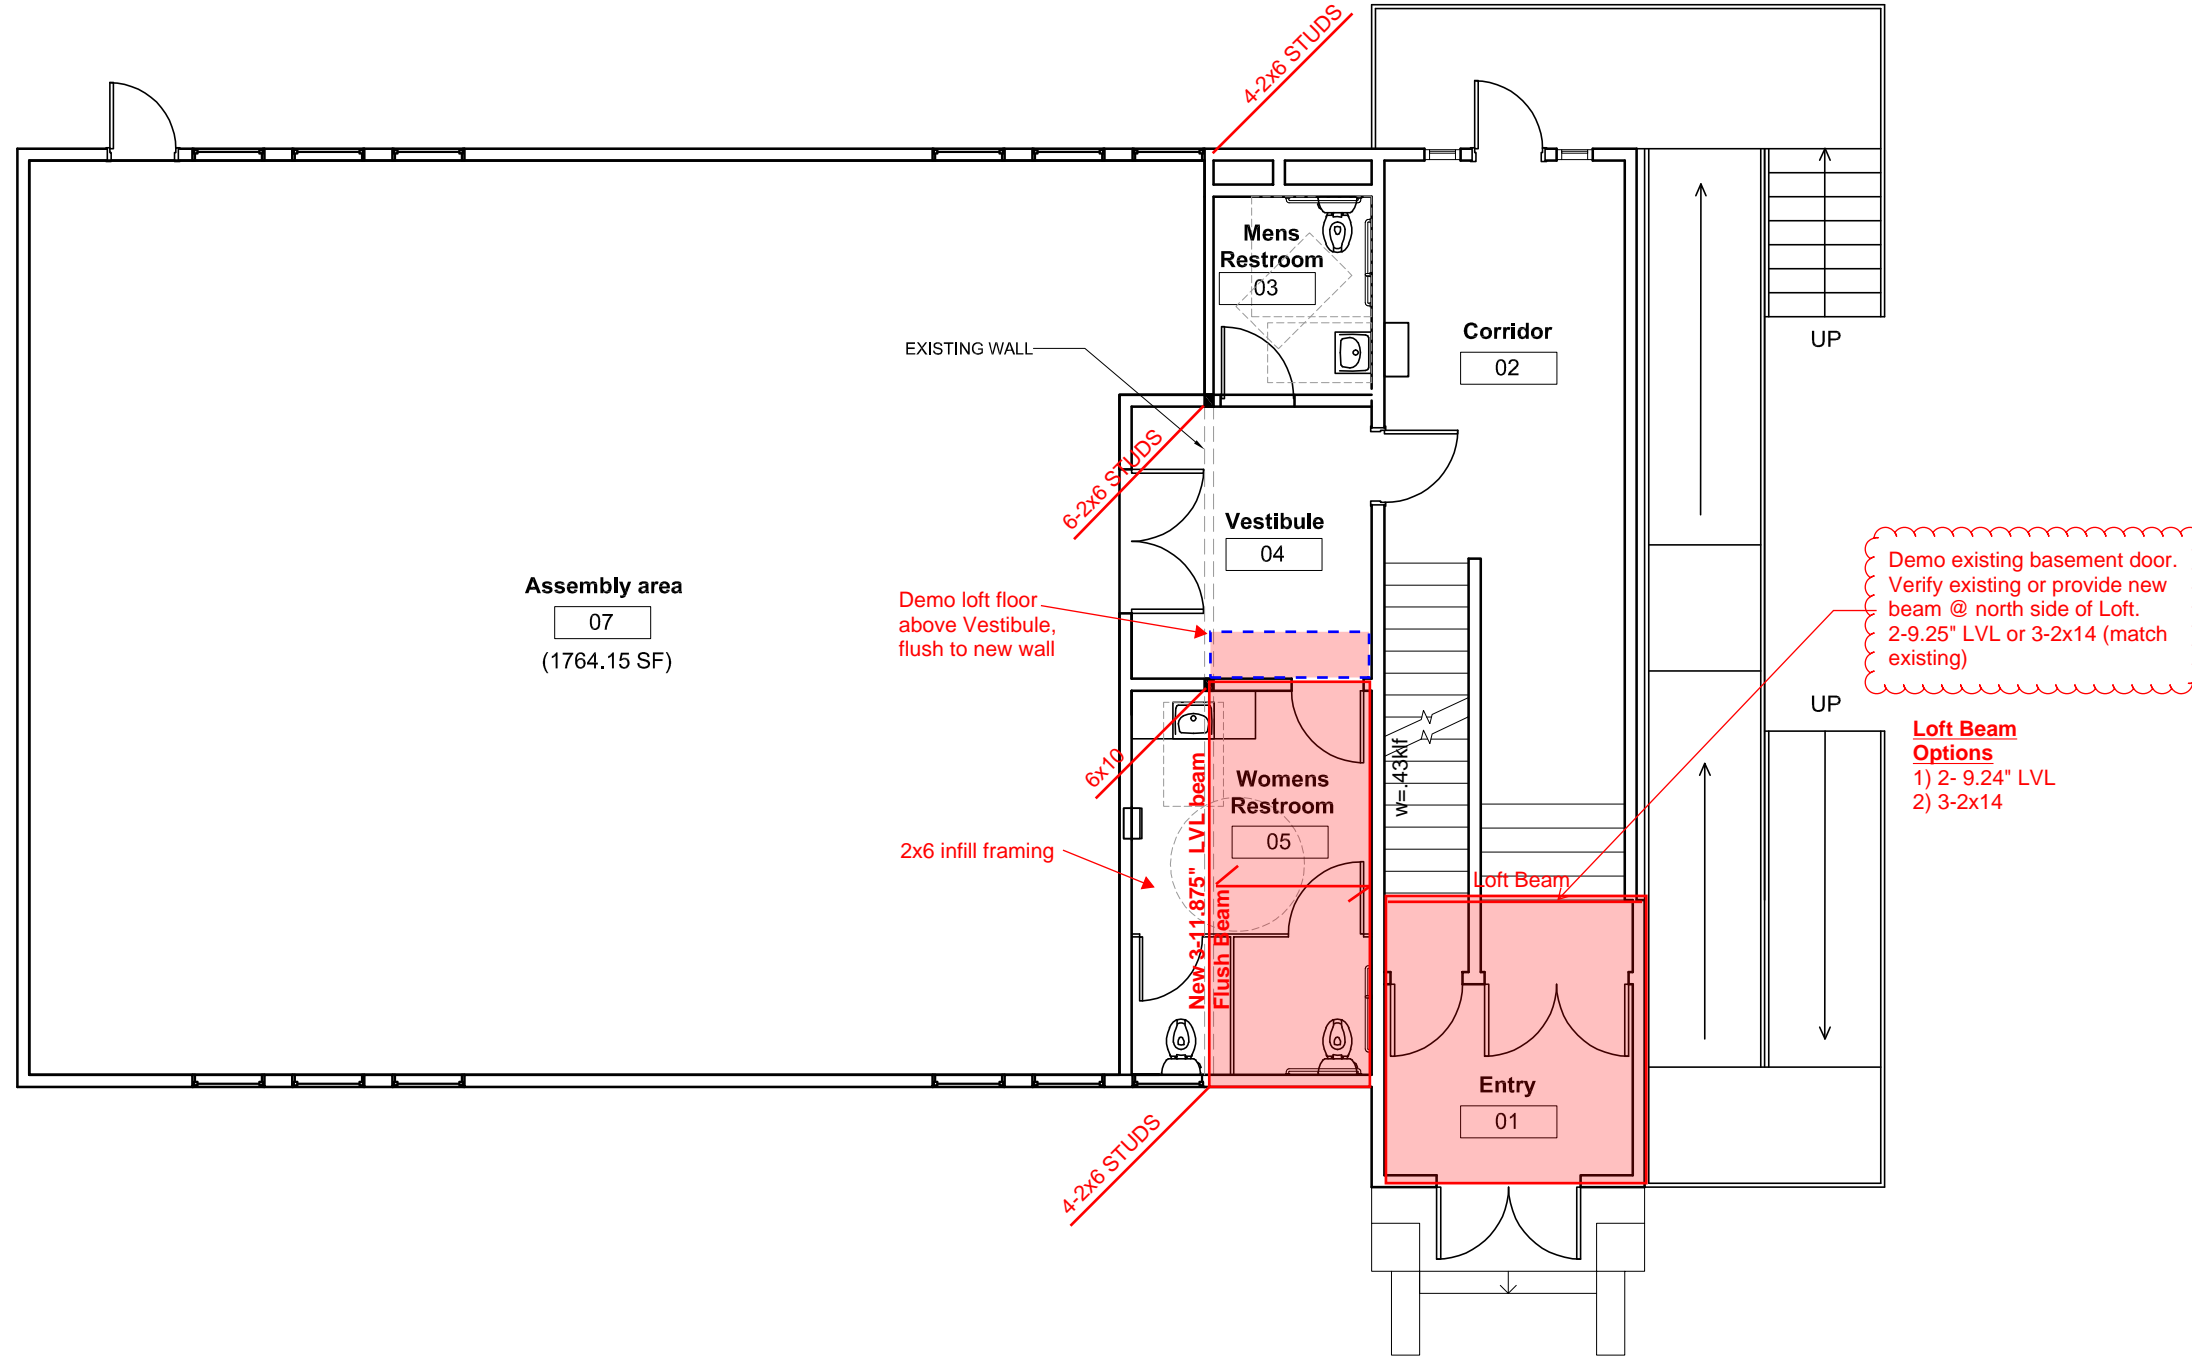 4-2x6 STUDS
Mens
Restroom
03
EXISTING WALL
Corridor
02
UP
6-2x6 STUDS
Vestibule
04
Demo existing basement door.
Verify existing or provide new
beam @ north side of Loft.
2-9.25" LVL or 3-2x14 (match
existing)
Assembly area
07
(1764.15 SF)
Demo loft floor
above Vestibule,
flush to new wall
UP
Loft Beam
Options
1) 2- 9.24" LVL
2) 3-2x14
6x10
w=.43klf
Womens
Restroom
05
2x6 infill framing
New 3-11.875" LVL beam
Flush Beam
Loft Beam
Entry
01
4-2x6 STUDS